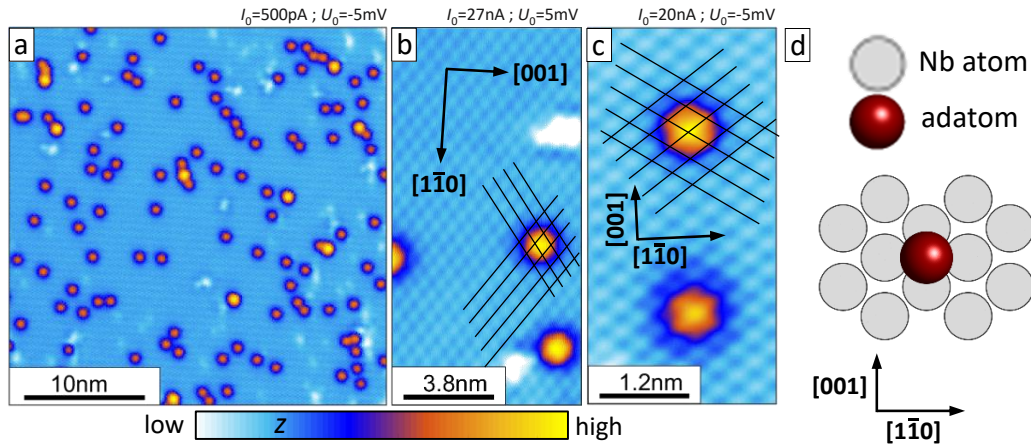 I₀=500pA ; U₀=-5mV
I₀=27nA ; U₀=5mV
I₀=20nA ; U₀=-5mV
a
b
c
d
[001]
[11̄0]
[001]
[11̄0]
Nb atom
adatom
10nm
3.8nm
1.2nm
[001]
[11̄0]
low z high